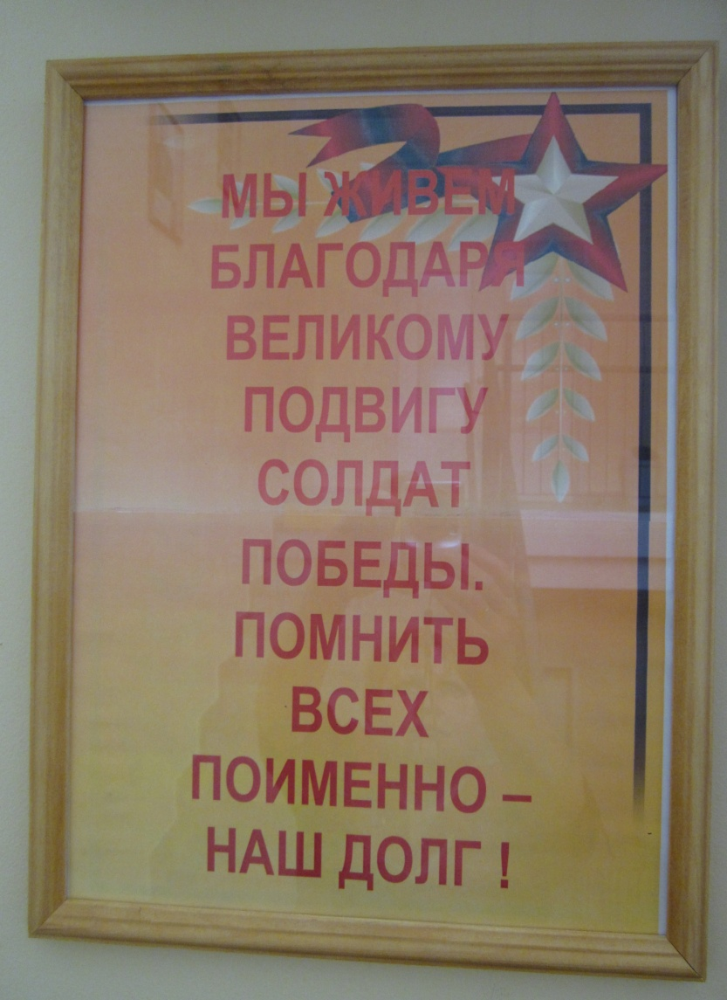 МЫ ЖИВЕМ
БЛАГОДАРЯ
ВЕЛИКОМУ
ПОДВИГУ
СОЛДАТ
ПОБЕДЫ.
ПОМНИТЬ
ВСЕХ
ПОИМЕННО –
НАШ ДОЛГ !